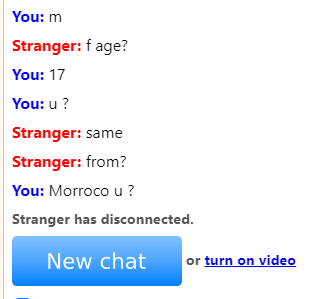 You: m
Stranger: f age?
You: 17
You: u ?
Stranger: same
Stranger: from?
You: Morroco u ?
Stranger has disconnected.
New chat or turn on video